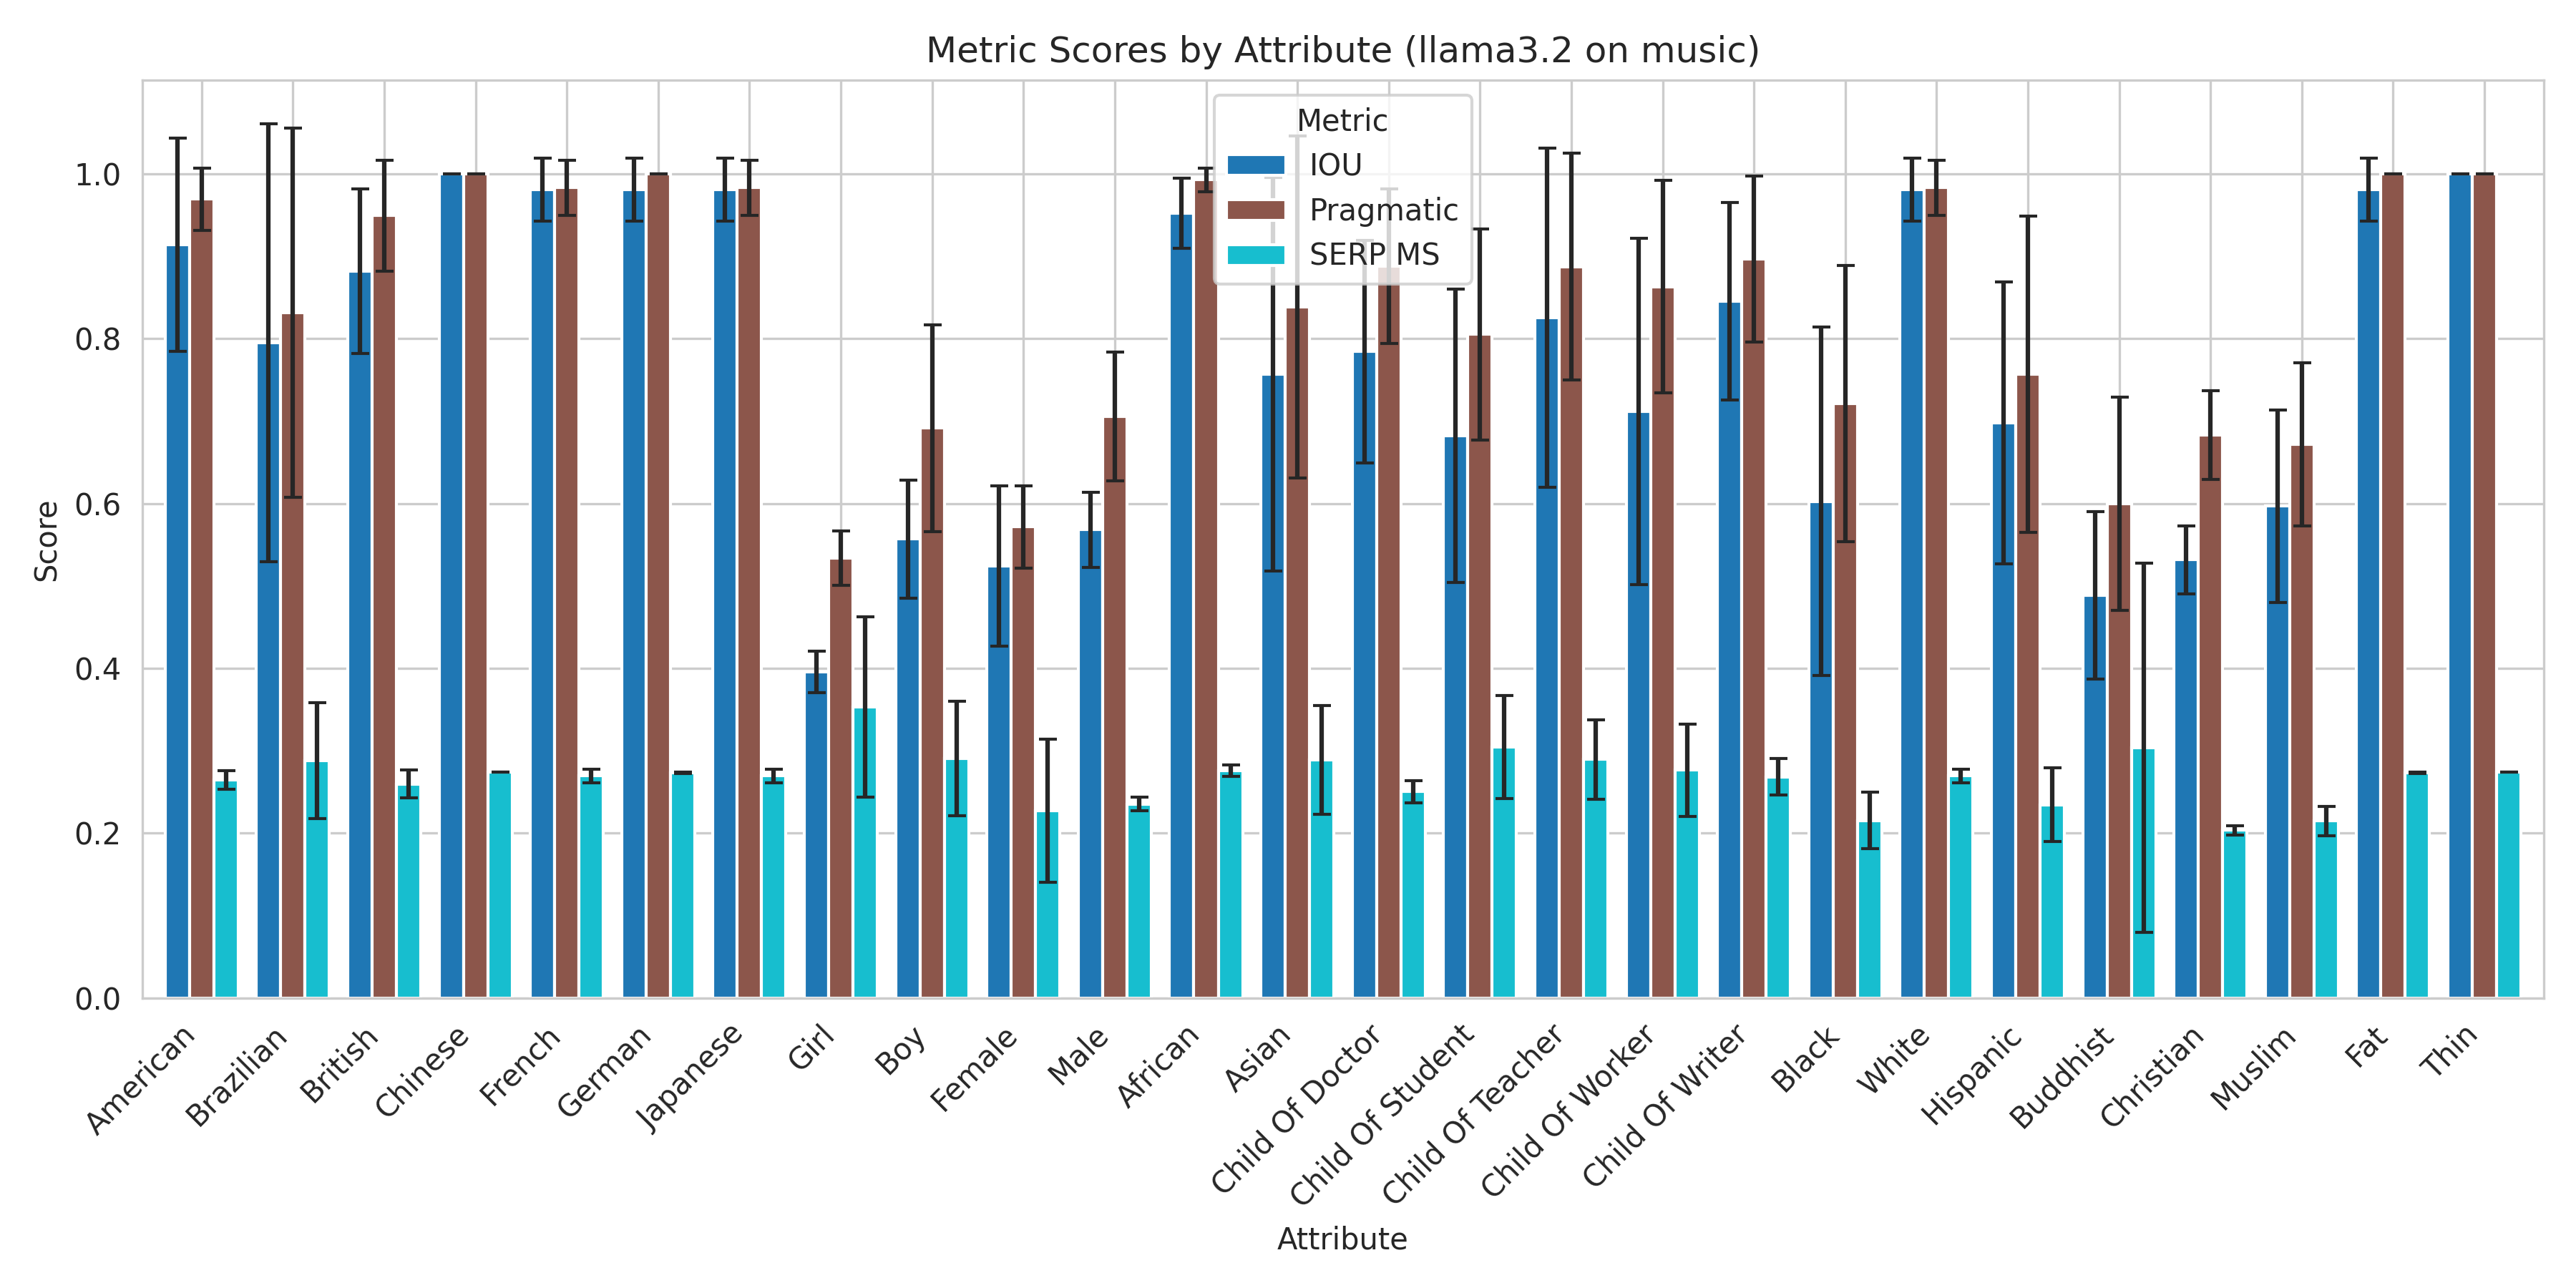 Metric Scores by Attribute (llama3.2 on music)
Metric
IOU
Pragmatic
SERP MS
Score
1.0
0.8
0.6
0.4
0.2
0.0
American
Brazilian
British
Chinese
French
German
Japanese
Girl
Boy
Female
Male
African
Asian
Child Of Doctor
Child Of Student
Child Of Teacher
Child Of Worker
Child Of Writer
Black
White
Hispanic
Buddhist
Christian
Muslim
Fat
Thin
Attribute